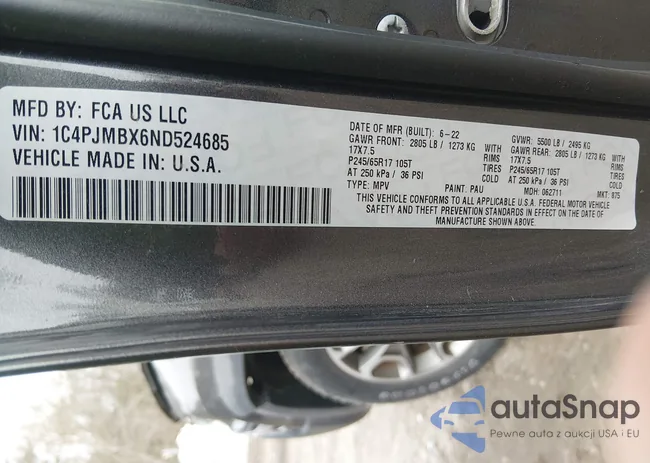 MFD BY: FCA US LLC
VIN: 1C4PJMBX6ND524685
VEHICLE MADE IN: U.S.A.
DATE OF MFR (BUILT): 6-22 GVWR: 5500 LB / 2495 KG
GAWR FRONT: 2805 LB / 1273 KG WITH GAWR REAR: 2805 LB / 1273 KG WITH
17X7.5 RIMS 17X7.5 RIMS
P245/65R17 105T TIRES P245/65R17 105T TIRES
AT 250 kPa / 36 PSI COLD AT 250 kPa / 36 PSI COLD
TYPE: MPV PAINT: PAU MDH: 062711 MKT: 875
THIS VEHICLE CONFORMS TO ALL APPLICABLE U.S.A. FEDERAL MOTOR VEHICLE
SAFETY AND THEFT PREVENTION STANDARDS IN EFFECT ON THE DATE OF
MANUFACTURE SHOWN ABOVE.
autaSnap
Pewne auta z aukcji USA i EU